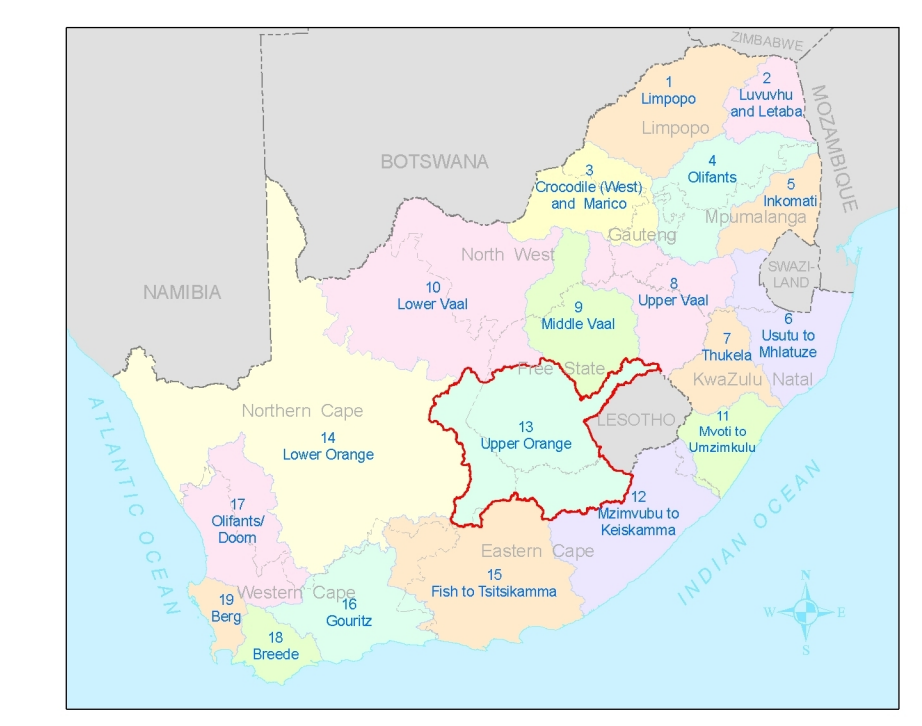 ZIMBABWE
1
Limpopo
Limpopo
2
Luvuvhu
and Letaba
MOZAMBIQUE
BOTSWANA
3
Crocodile (West)
and Marico
4
Olifants
5
Inkomati
Mpumalanga
Gauteng
North West
SWAZI-
LAND
NAMIBIA
10
Lower Vaal
8
Upper Vaal
9
Middle Vaal
6
Usutu to
Mhlatuze
7
Thukela
Free State
KwaZulu Natal
Northern Cape
14
Lower Orange
13
Upper Orange
LESOTHO
11
Mvoti to
Umzimkulu
ATLANTIC OCEAN
17
Olifants/
Doorn
12
Mzimvubu to
Keiskamma
INDIAN OCEAN
Eastern Cape
15
Fish to Tsitsikamma
Western Cape
16
Gouritz
19
Berg
18
Breede
N
W
E
S